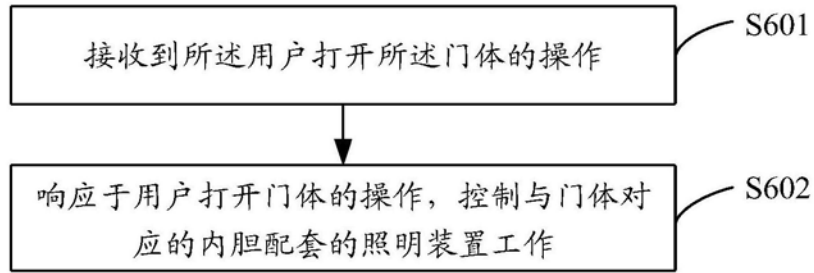 接收到所述用户打开所述门体的操作
S601
响应于用户打开门体的操作，控制与门体对
应的内胆配套的照明装置工作
S602